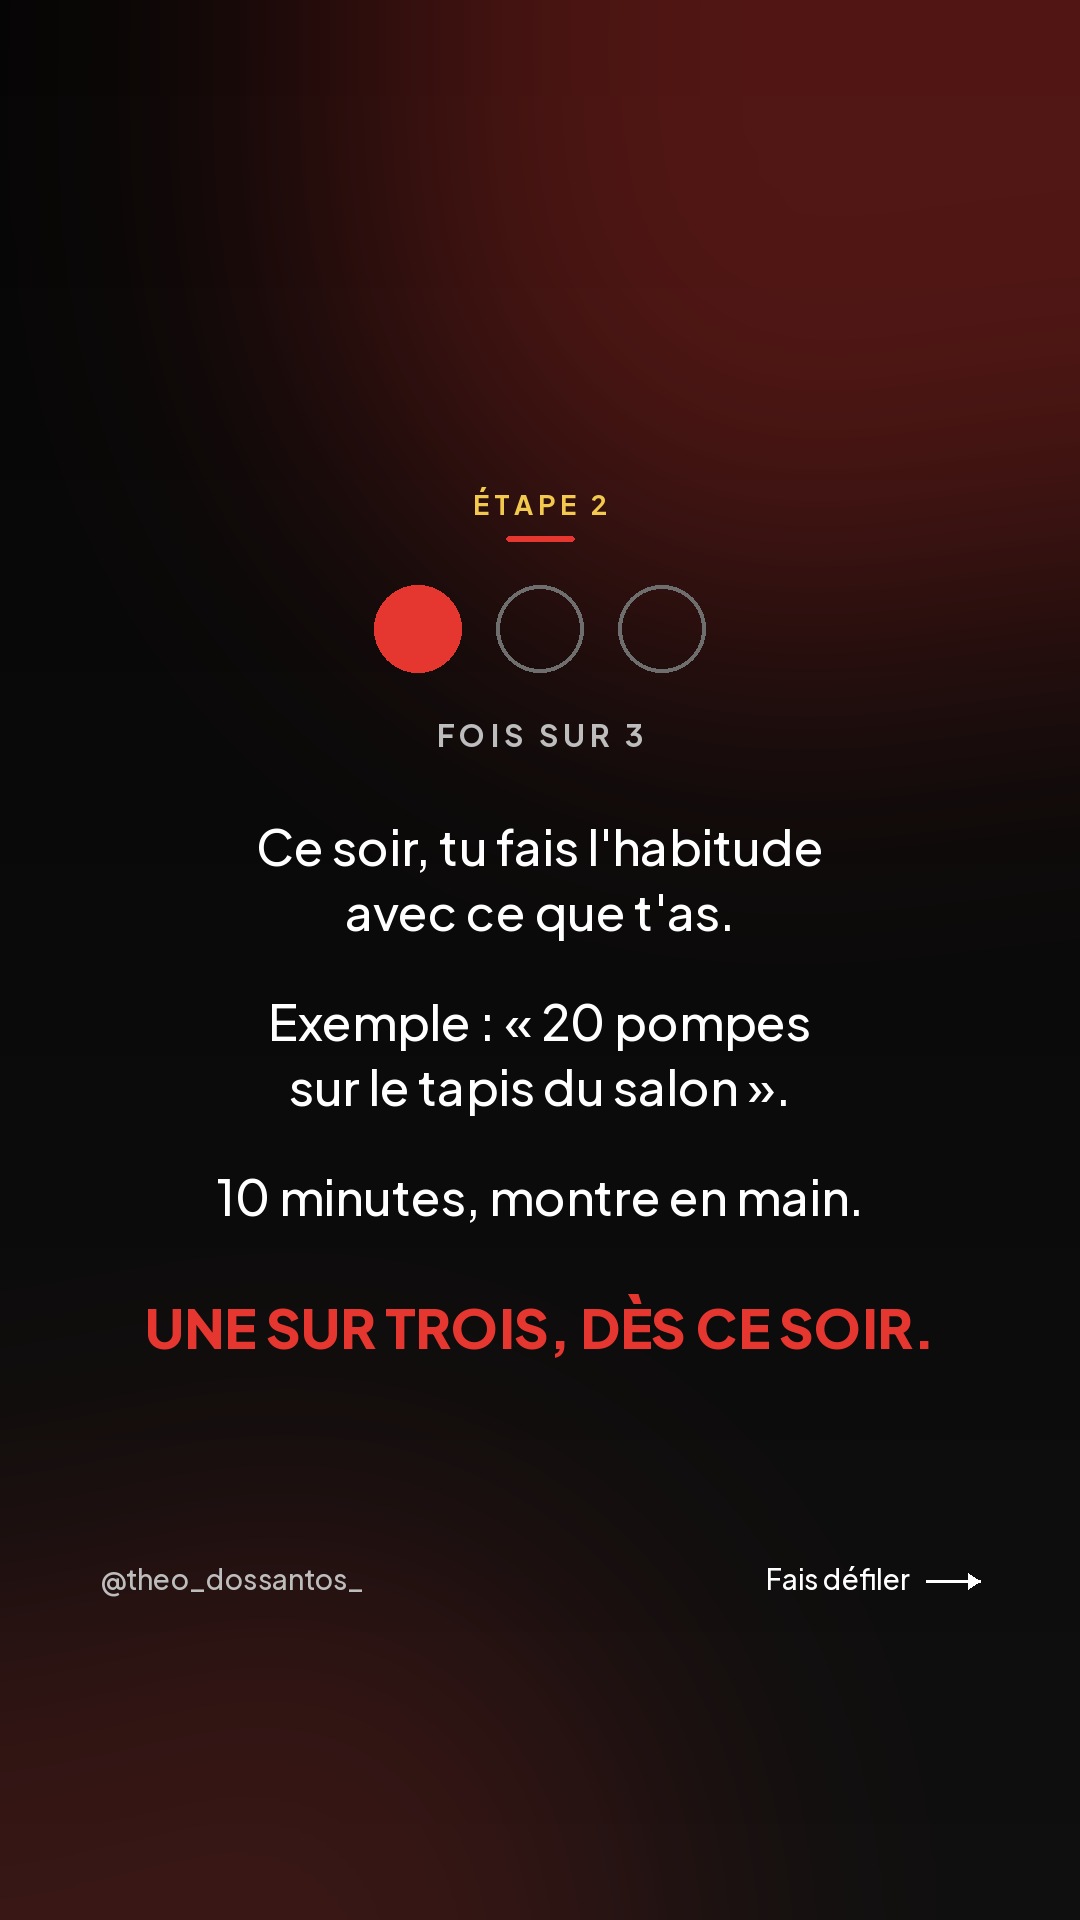 ÉTAPE 2
FOIS SUR 3
Ce soir, tu fais l'habitude
avec ce que t'as.
Exemple : « 20 pompes
sur le tapis du salon ».
10 minutes, montre en main.
UNE SUR TROIS, DÈS CE SOIR.
@theo_dossantos_
Fais défiler